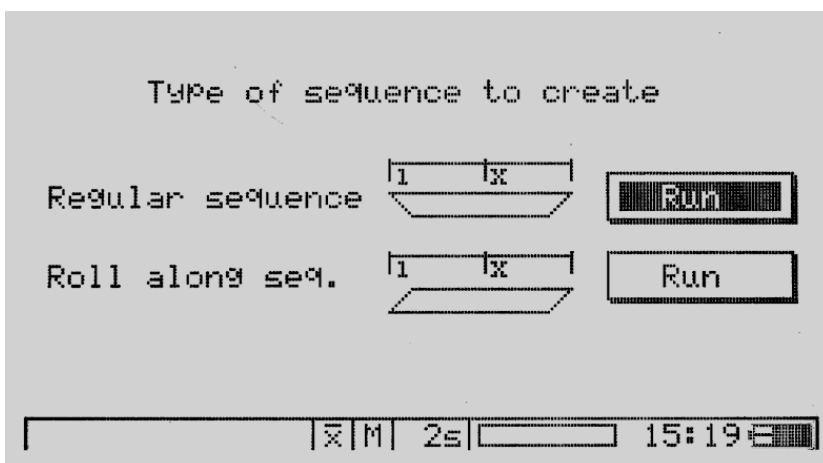 Type of sequence to create
1 x
Regular sequence Run
1 x
Roll along seq. Run
x̅ M 2s 15:19